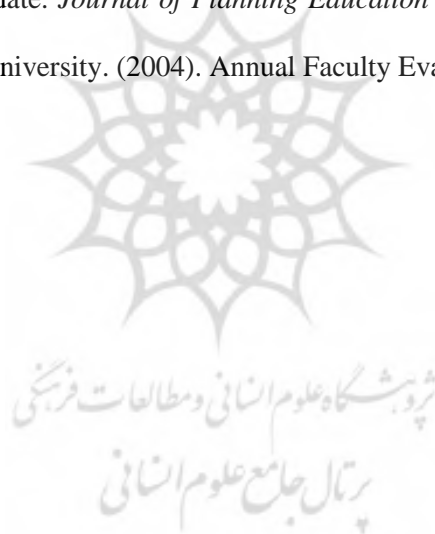 date. Journal of Planning Education
niversity. (2004). Annual Faculty Eva
پژوهشگاه علوم انسانی و مطالعات فرهنگی
پرتال جامع علوم انسانی